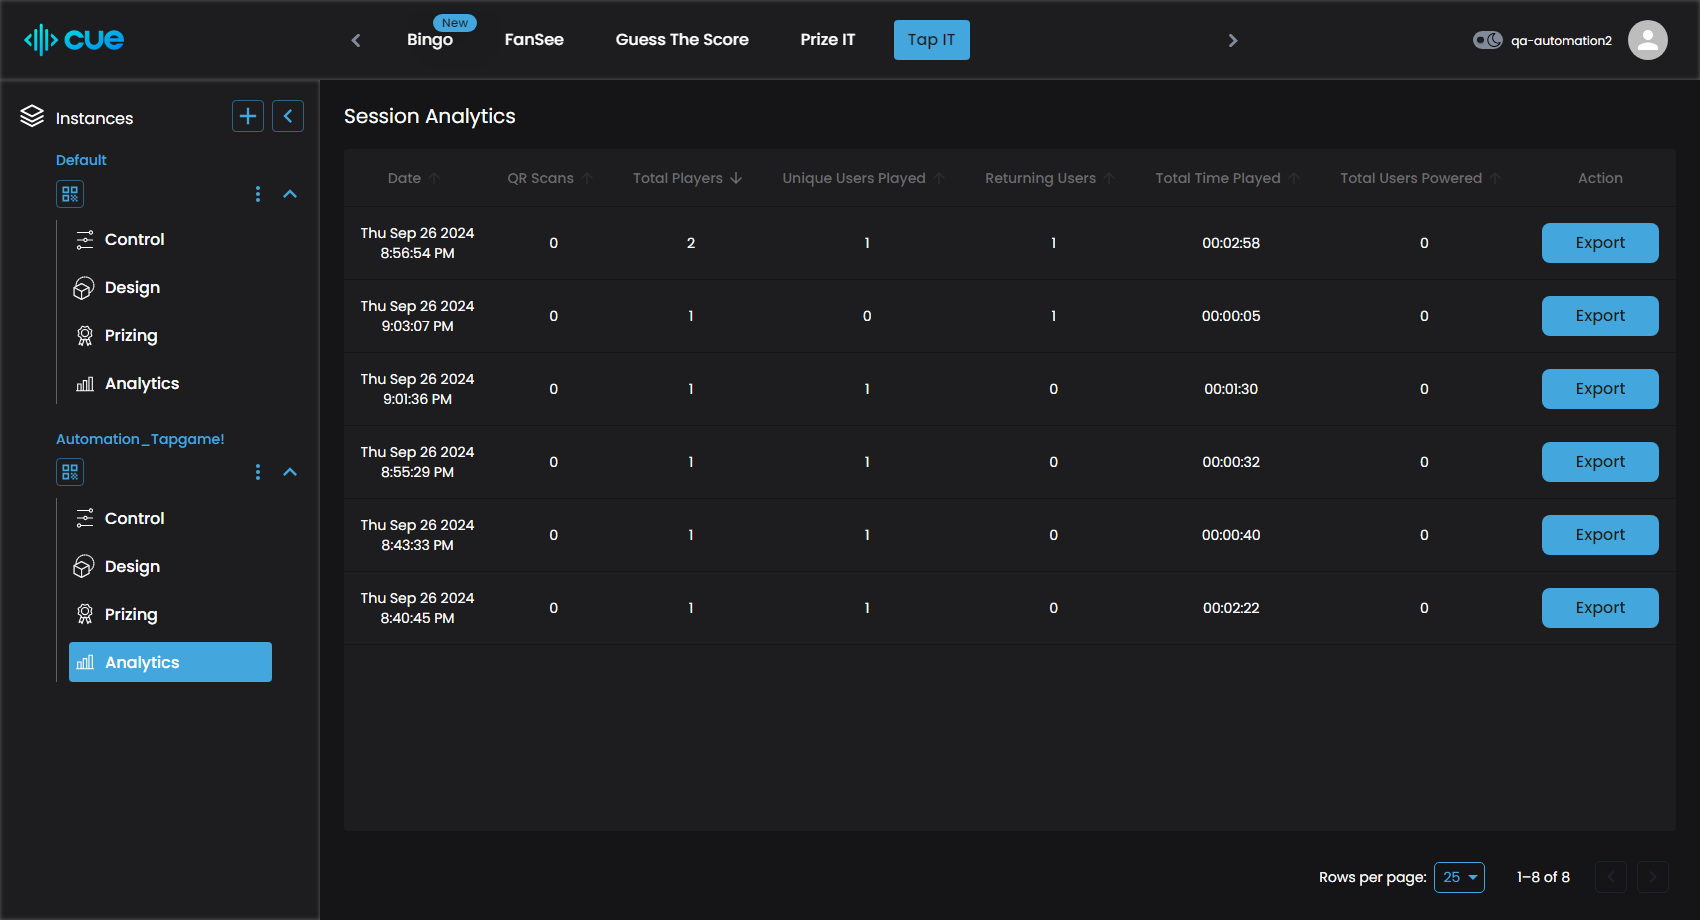 cue
New
Bingo
FanSee
Guess The Score
Prize IT
Tap IT
qa-automation2
Instances
Default
Control
Design
Prizing
Analytics
Automation_Tapgame!
Control
Design
Prizing
Analytics
Session Analytics
Date QR Scans Total Players Unique Users Played Returning Users Total Time Played Total Users Powered Action
Thu Sep 26 2024
8:56:54 PM 0 2 1 1 00:02:58 0 Export
Thu Sep 26 2024
9:03:07 PM 0 1 0 1 00:00:05 0 Export
Thu Sep 26 2024
9:01:36 PM 0 1 1 0 00:01:30 0 Export
Thu Sep 26 2024
8:55:29 PM 0 1 1 0 00:00:32 0 Export
Thu Sep 26 2024
8:43:33 PM 0 1 1 0 00:00:40 0 Export
Thu Sep 26 2024
8:40:45 PM 0 1 1 0 00:02:22 0 Export
Rows per page: 25 1–8 of 8